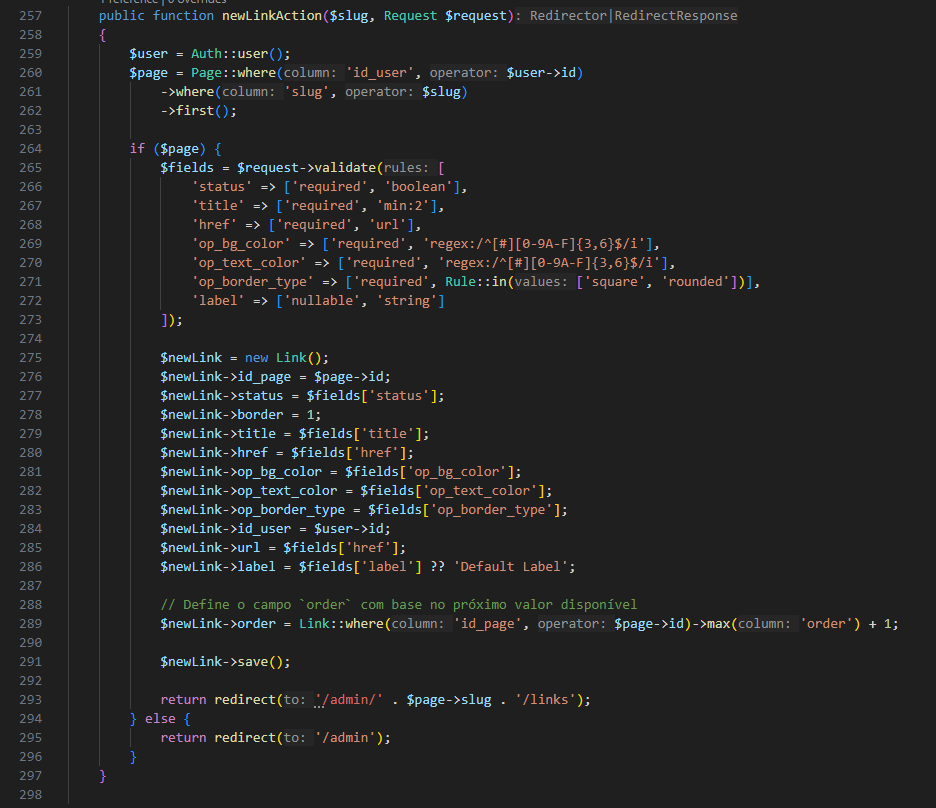 257 public function newLinkAction($slug, Request $request): Redirector|RedirectResponse
258 {
259 $user = Auth::user();
260 $page = Page::where(column: 'id_user', operator: $user->id)
261 ->where(column: 'slug', operator: $slug)
262 ->first();
263
264 if ($page) {
265 $fields = $request->validate(rules: [
266 'status' => ['required', 'boolean'],
267 'title' => ['required', 'min:2'],
268 'href' => ['required', 'url'],
269 'op_bg_color' => ['required', 'regex:/^[#][0-9A-F]{3,6}$/i'],
270 'op_text_color' => ['required', 'regex:/^[#][0-9A-F]{3,6}$/i'],
271 'op_border_type' => ['required', Rule::in(values: ['square', 'rounded'])],
272 'label' => ['nullable', 'string']
273 ]);
274
275 $newLink = new Link();
276 $newLink->id_page = $page->id;
277 $newLink->status = $fields['status'];
278 $newLink->border = 1;
279 $newLink->title = $fields['title'];
280 $newLink->href = $fields['href'];
281 $newLink->op_bg_color = $fields['op_bg_color'];
282 $newLink->op_text_color = $fields['op_text_color'];
283 $newLink->op_border_type = $fields['op_border_type'];
284 $newLink->id_user = $user->id;
285 $newLink->url = $fields['href'];
286 $newLink->label = $fields['label'] ?? 'Default Label';
287
288 // Define o campo `order` com base no próximo valor disponível
289 $newLink->order = Link::where(column: 'id_page', operator: $page->id)->max(column: 'order') + 1;
290
291 $newLink->save();
292
293 return redirect(to: '/admin/' . $page->slug . '/links');
294 } else {
295 return redirect(to: '/admin');
296 }
297 }
298